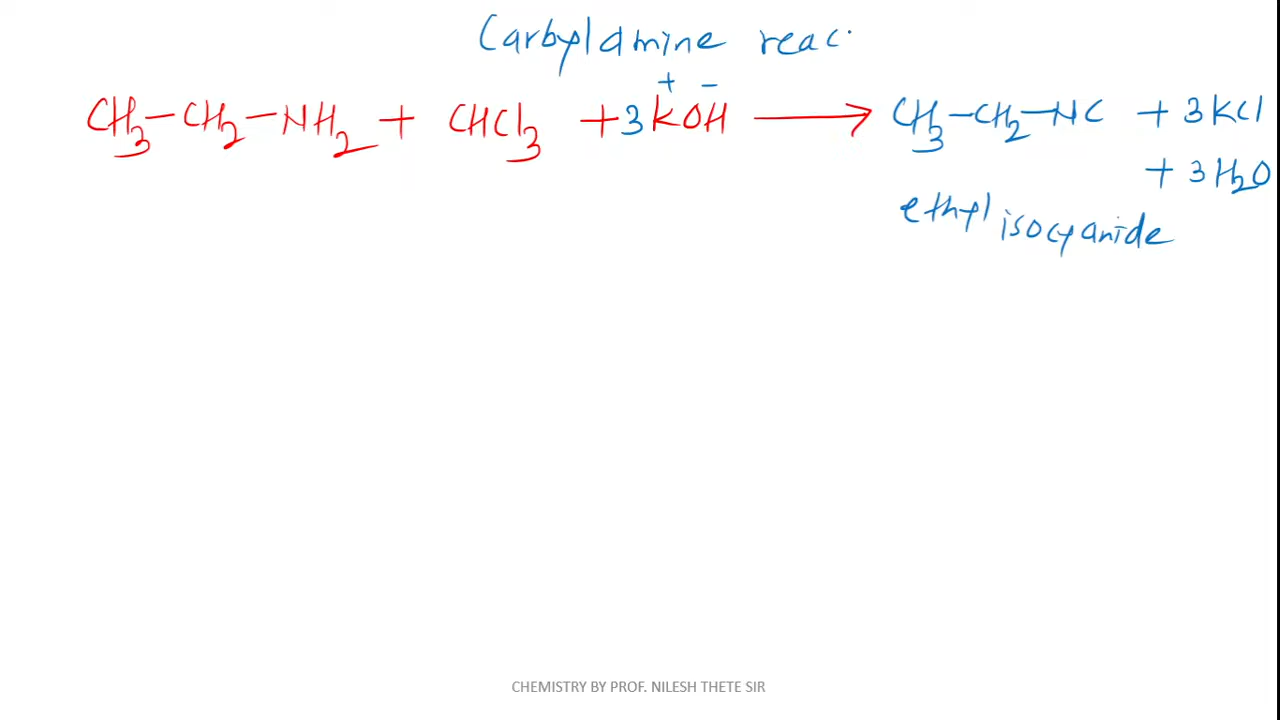 Carbylamine reac
+ -
CH3-CH2-NH2 + CHCl3 +3KOH ⟶ CH3-CH2-NC + 3KCl
+ 3H2O
ethyl isocyanide
CHEMISTRY BY PROF. NILESH THETE SIR